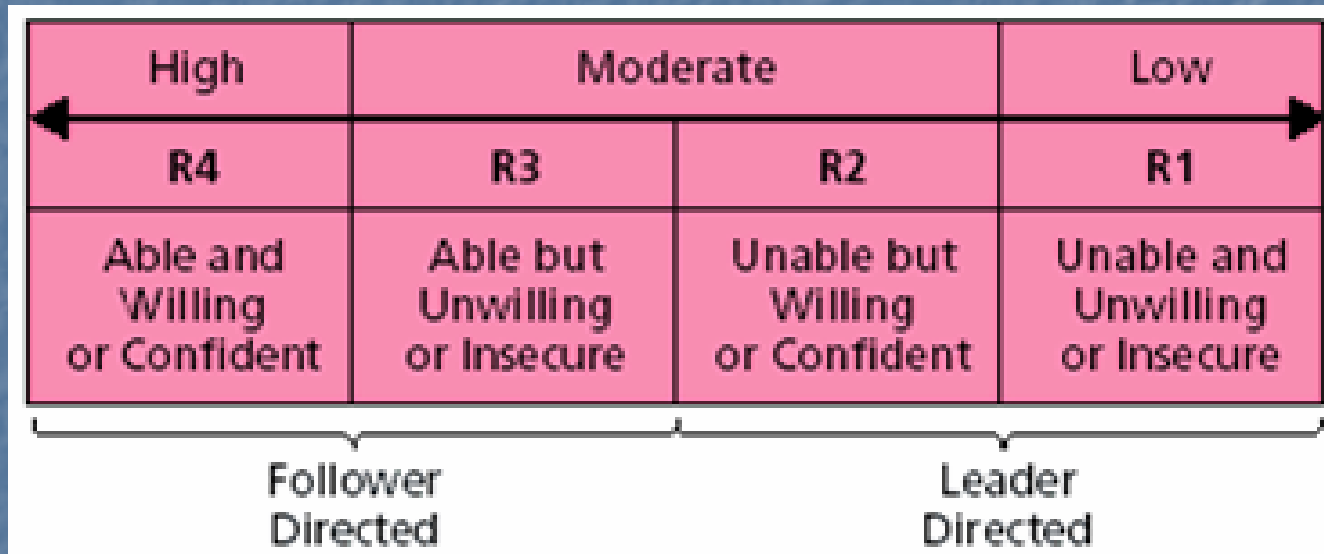 High Moderate Low
R4 R3 R2 R1
Able and
Willing
or Confident
Able but
Unwilling
or Insecure
Unable but
Willing
or Confident
Unable and
Unwilling
or Insecure
Follower
Directed
Leader
Directed